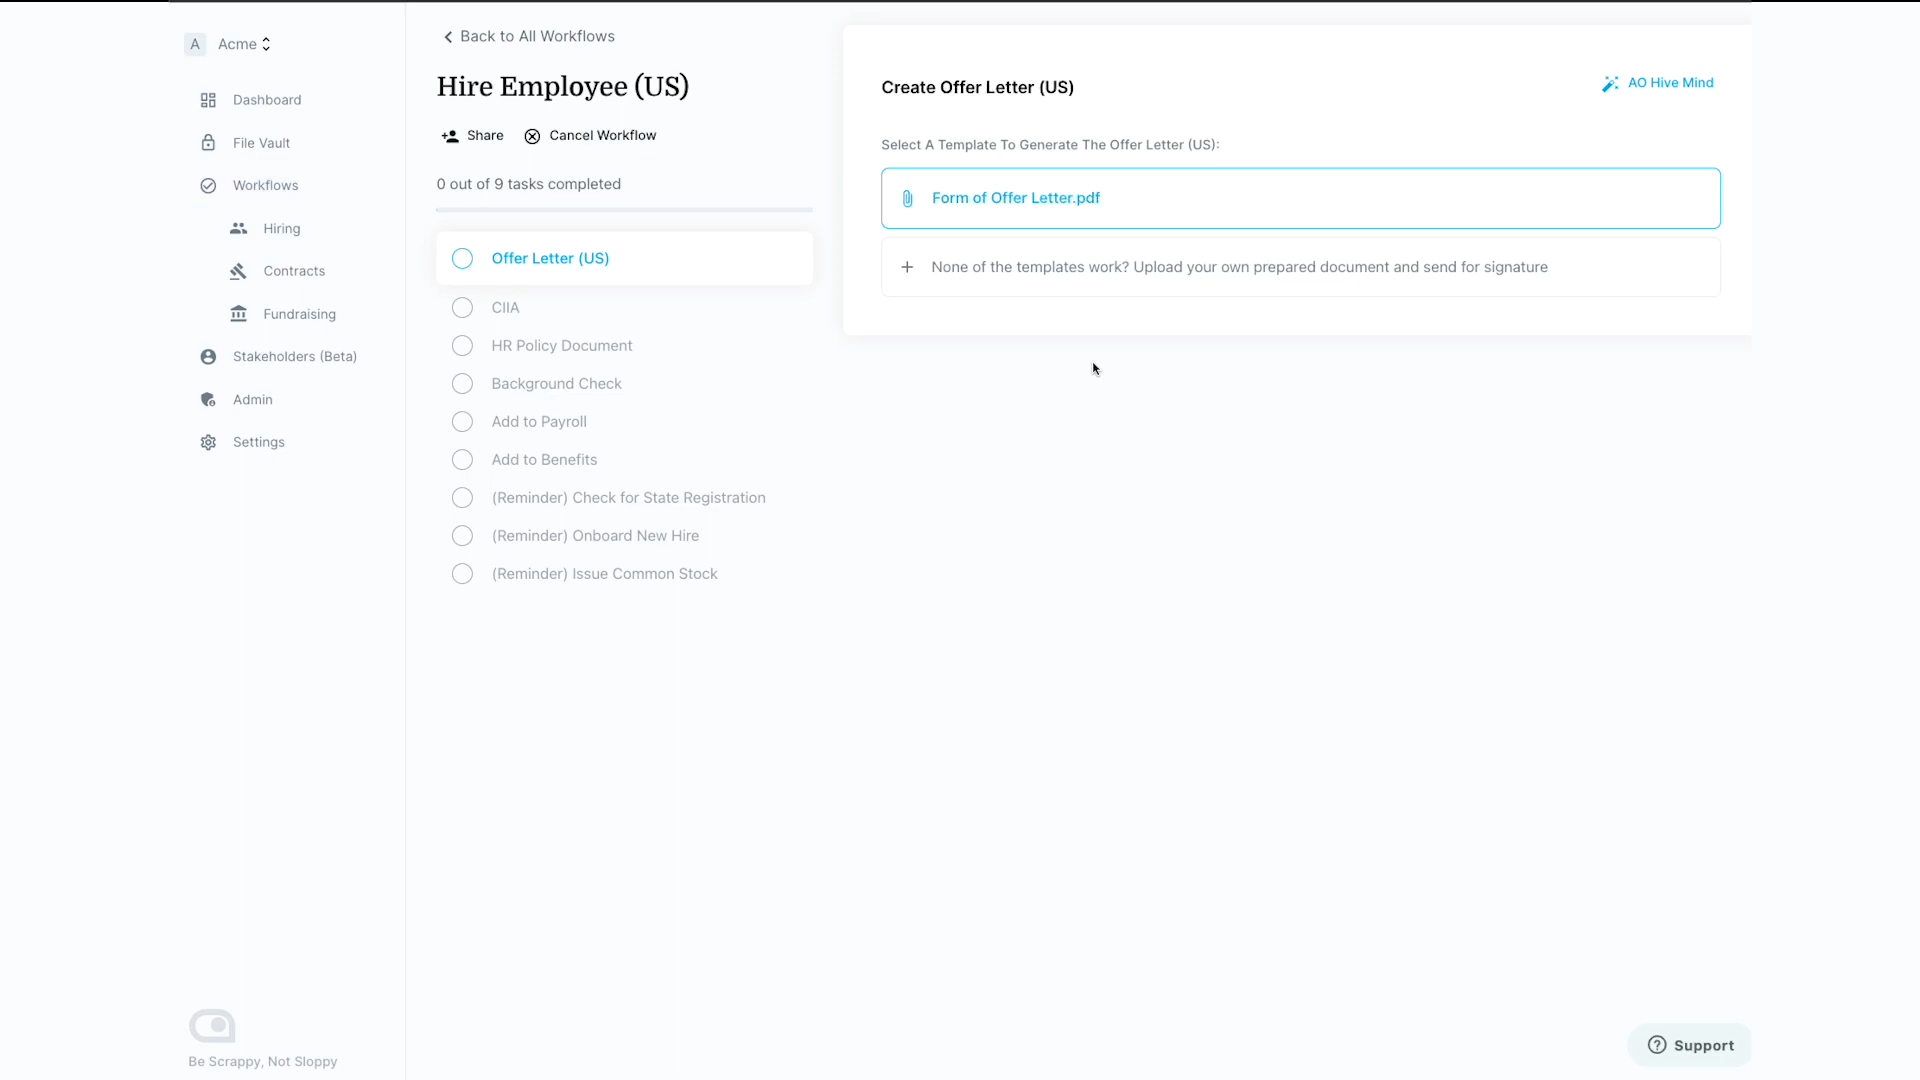 A Acme
Dashboard
File Vault
Workflows
Hiring
Contracts
Fundraising
Stakeholders (Beta)
Admin
Settings
Be Scrappy, Not Sloppy
Back to All Workflows
Hire Employee (US)
Share Cancel Workflow
0 out of 9 tasks completed
Offer Letter (US)
CIIA
HR Policy Document
Background Check
Add to Payroll
Add to Benefits
(Reminder) Check for State Registration
(Reminder) Onboard New Hire
(Reminder) Issue Common Stock
Create Offer Letter (US)
AO Hive Mind
Select A Template To Generate The Offer Letter (US):
Form of Offer Letter.pdf
None of the templates work? Upload your own prepared document and send for signature
Support